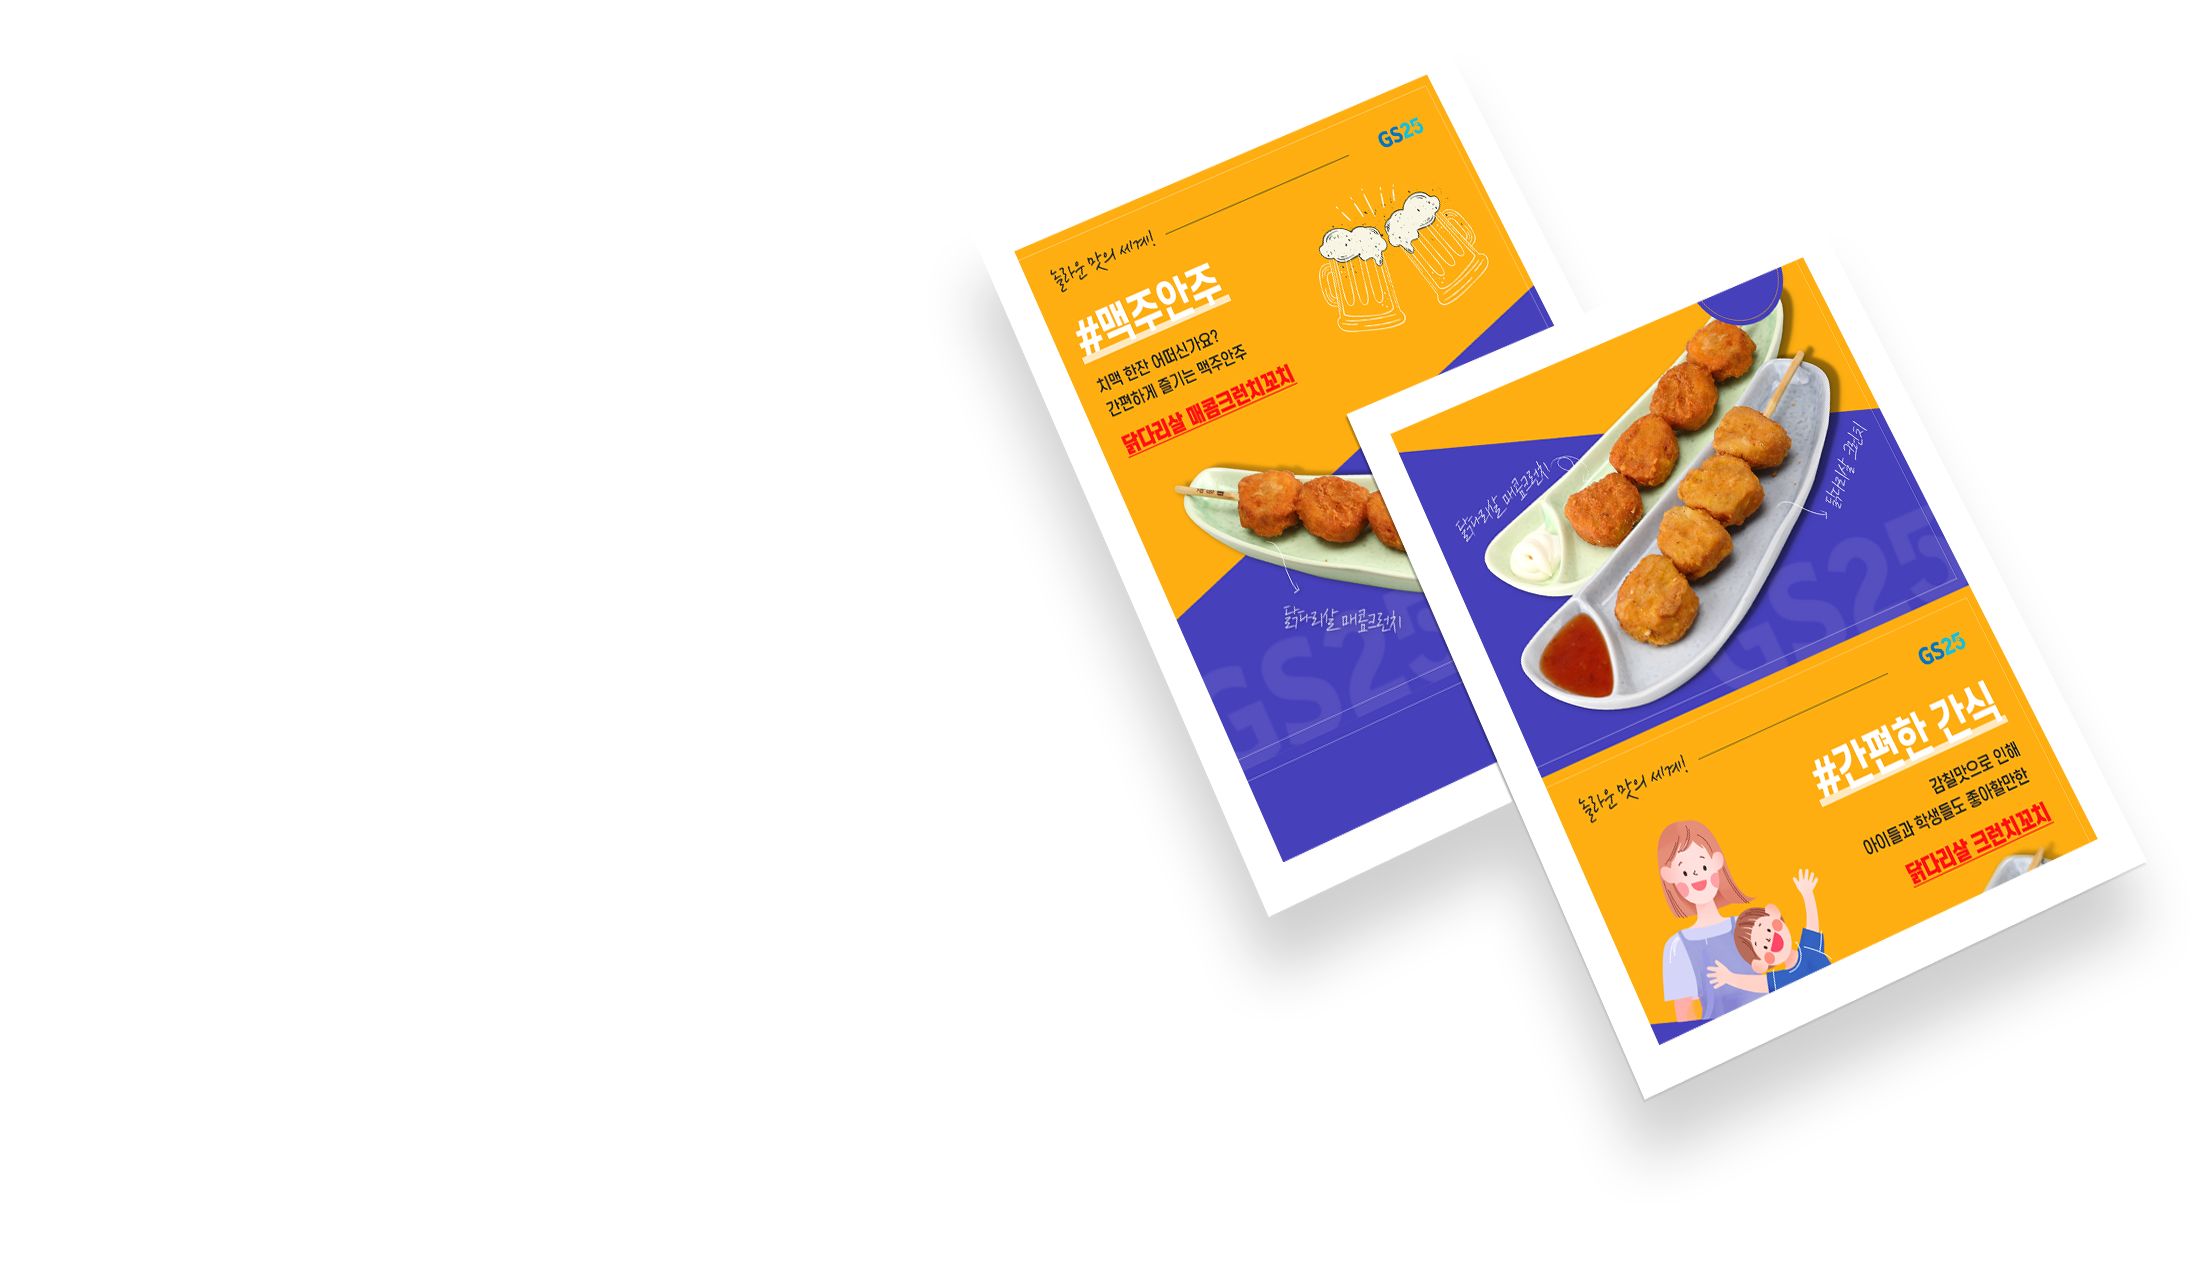 GS25
놀라운 맛의 세계!
#맥주안주
치맥 한잔 어떠신가요?
간편하게 즐기는 맥주안주
닭다리살 매콤크런치꼬치
닭다리살 매콤크런치
GS25
닭다리살 매콤크런치
닭다리살 크런치
GS25
GS25
놀라운 맛의 세계!
#간편한 간식
감칠맛으로 인해
아이들과 학생들도 좋아할만한
닭다리살 크런치꼬치